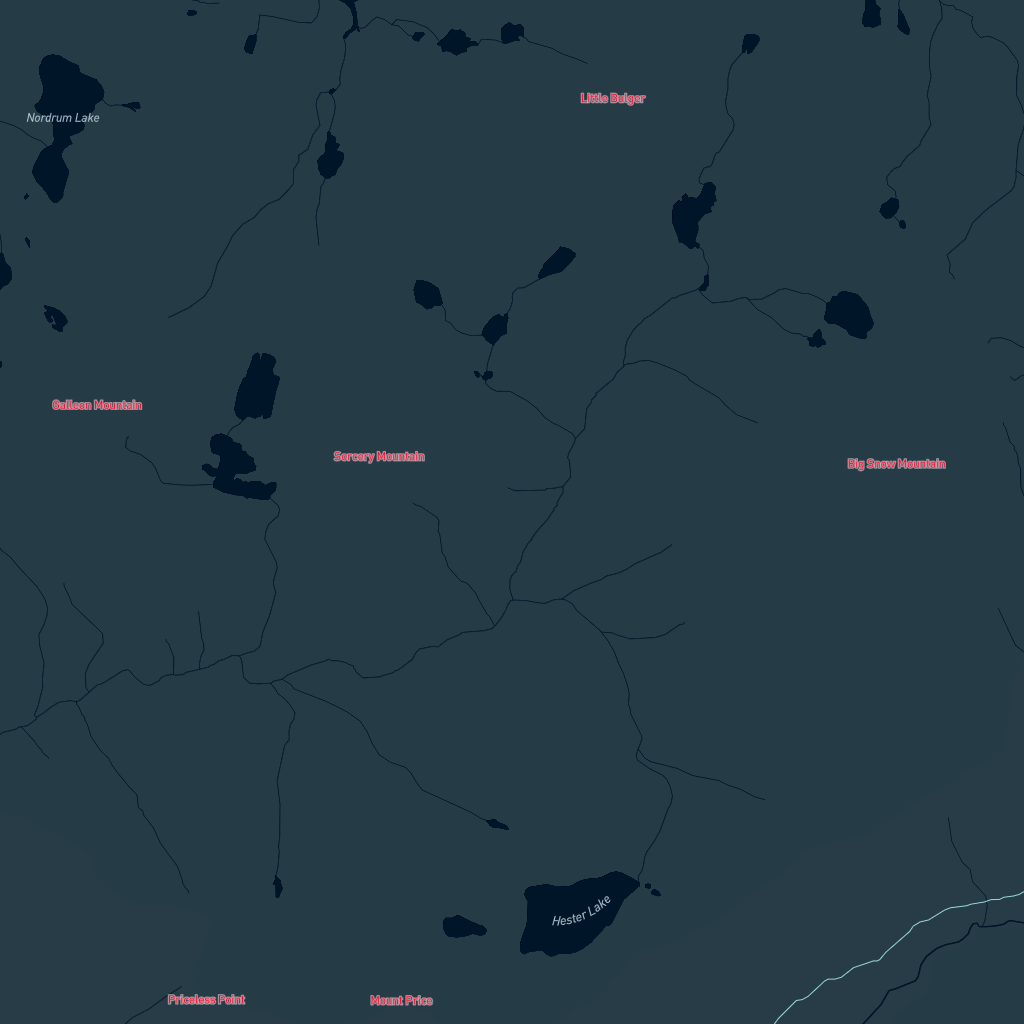 Little Bulger
Nordrum Lake
Galleon Mountain
Sorcery Mountain
Big Snow Mountain
Hester Lake
Priceless Point
Mount Price